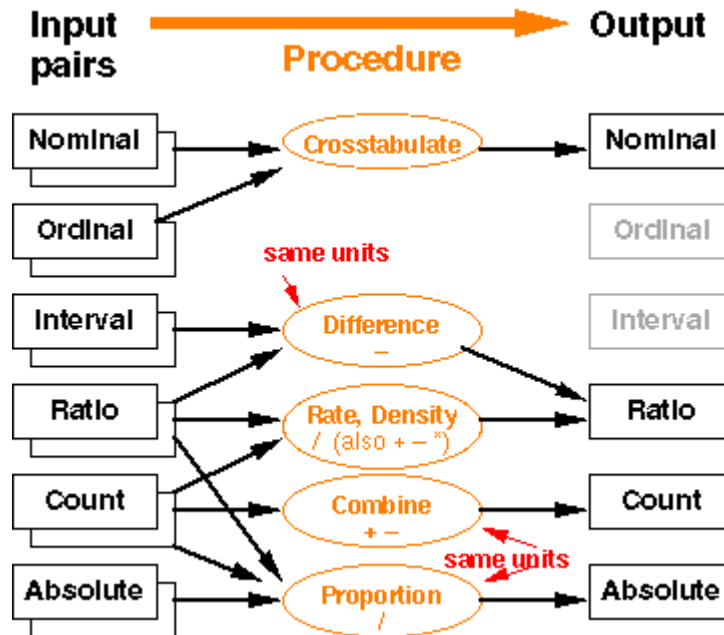 Input pairs
Procedure
Output
Nominal
Crosstabulate
Nominal
Ordinal
Ordinal
same units
Interval
Difference
–
Interval
Ratio
Rate, Density
/ (also + – *)
Ratio
Count
Combine
+ –
Count
same units
Absolute
Proportion
/
Absolute